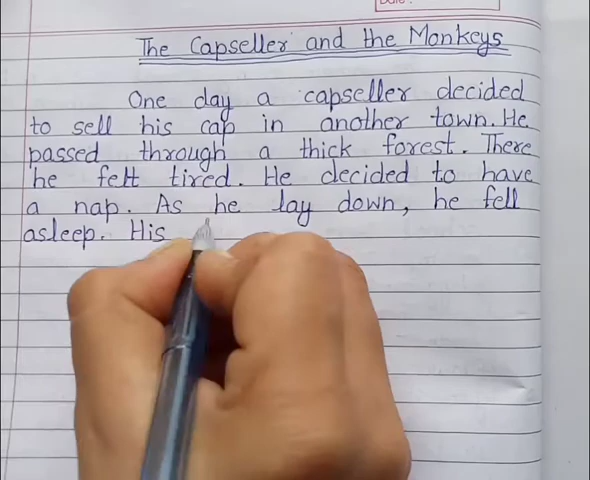 Date :
The Capseller and the Monkeys
One day a capseller decided
to sell his cap in another town. He
passed through a thick forest. There
he felt tired. He decided to have
a nap. As he lay down, he fell
asleep. His